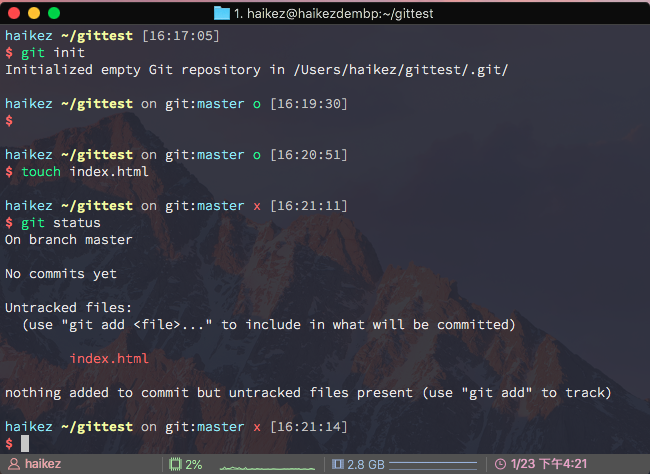 1. haikez@haikezdembp:~/gittest
haikez ~/gittest [16:17:05]
$ git init
Initialized empty Git repository in /Users/haikez/gittest/.git/
haikez ~/gittest on git:master o [16:19:30]
$
haikez ~/gittest on git:master o [16:20:51]
$ touch index.html
haikez ~/gittest on git:master x [16:21:11]
$ git status
On branch master
No commits yet
Untracked files:
(use "git add <file>..." to include in what will be committed)
index.html
nothing added to commit but untracked files present (use "git add" to track)
haikez ~/gittest on git:master x [16:21:14]
$
haikez 2% 2.8 GB 1/23 下午4:21